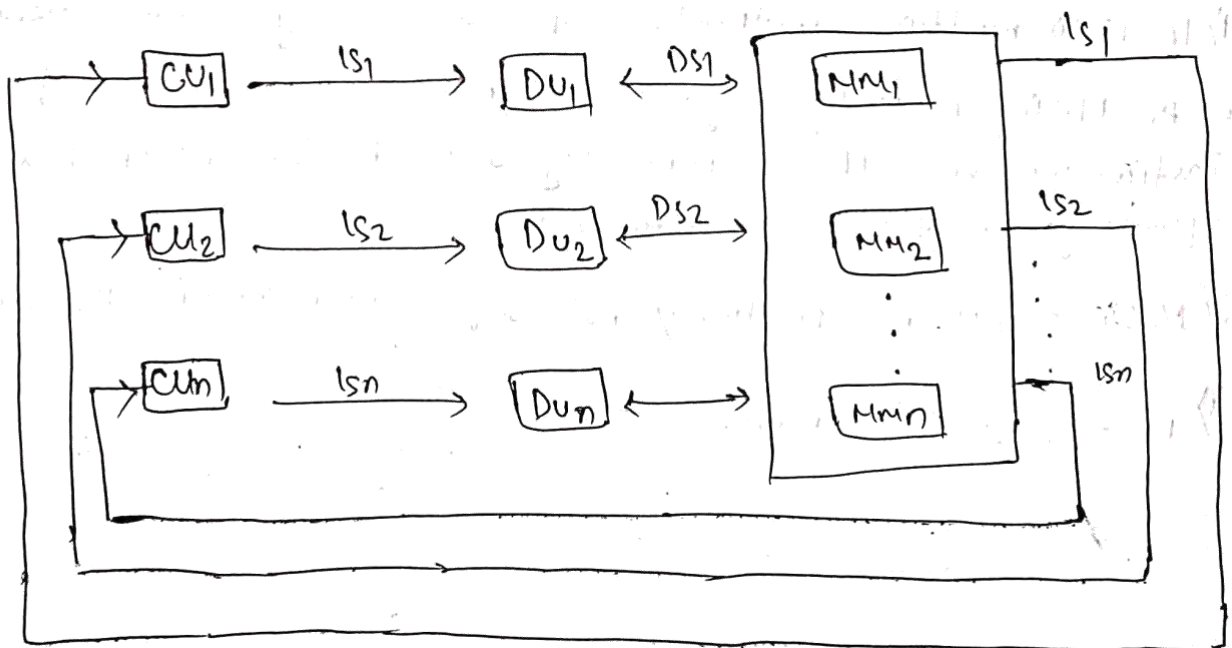 IS1
CU1 IS1 DU1 DS1 MM1
IS2
CU2 IS2 DU2 DS2 MM2
ISn
CUn ISn DUn MMn